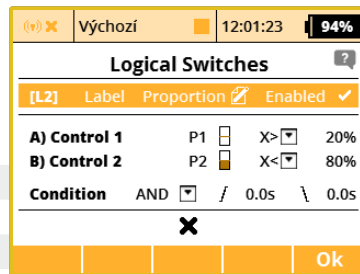 Výchozí 12:01:23 94%
Logical Switches ?
[L2] Label Proportion Enabled
A) Control 1 P1 X> 20%
B) Control 2 P2 X< 80%
Condition AND / 0.0s \ 0.0s
Ok